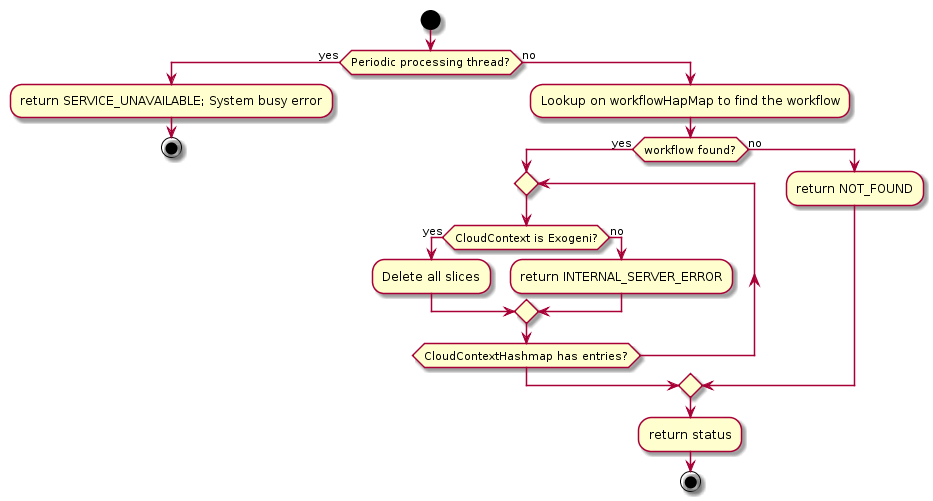 yes
Periodic processing thread?
no
return SERVICE_UNAVAILABLE; System busy error
Lookup on workflowHapMap to find the workflow
yes
workflow found?
no
return NOT_FOUND
yes
CloudContext is Exogeni?
no
Delete all slices
return INTERNAL_SERVER_ERROR
CloudContextHashmap has entries?
return status